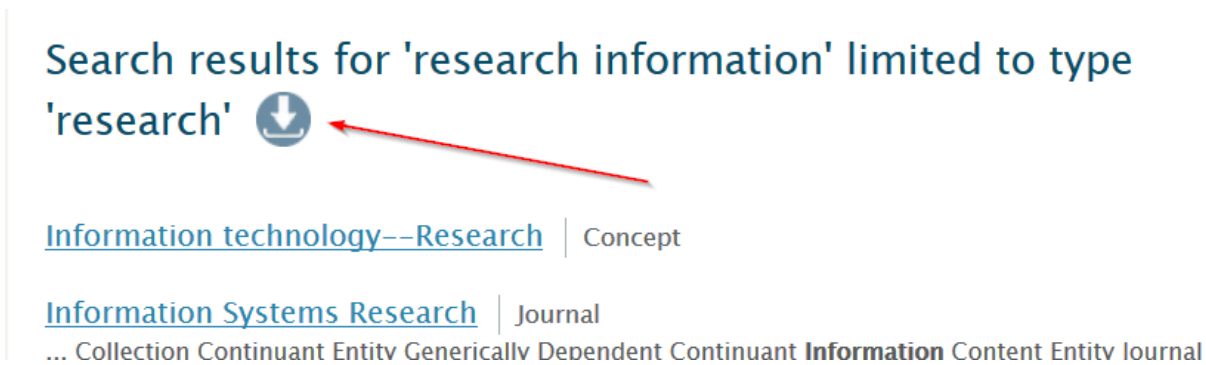 Search results for 'research information' limited to type
'research'
Information technology--Research Concept
Information Systems Research Journal
... Collection Continuant Entity Generically Dependent Continuant Information Content Entity Journal